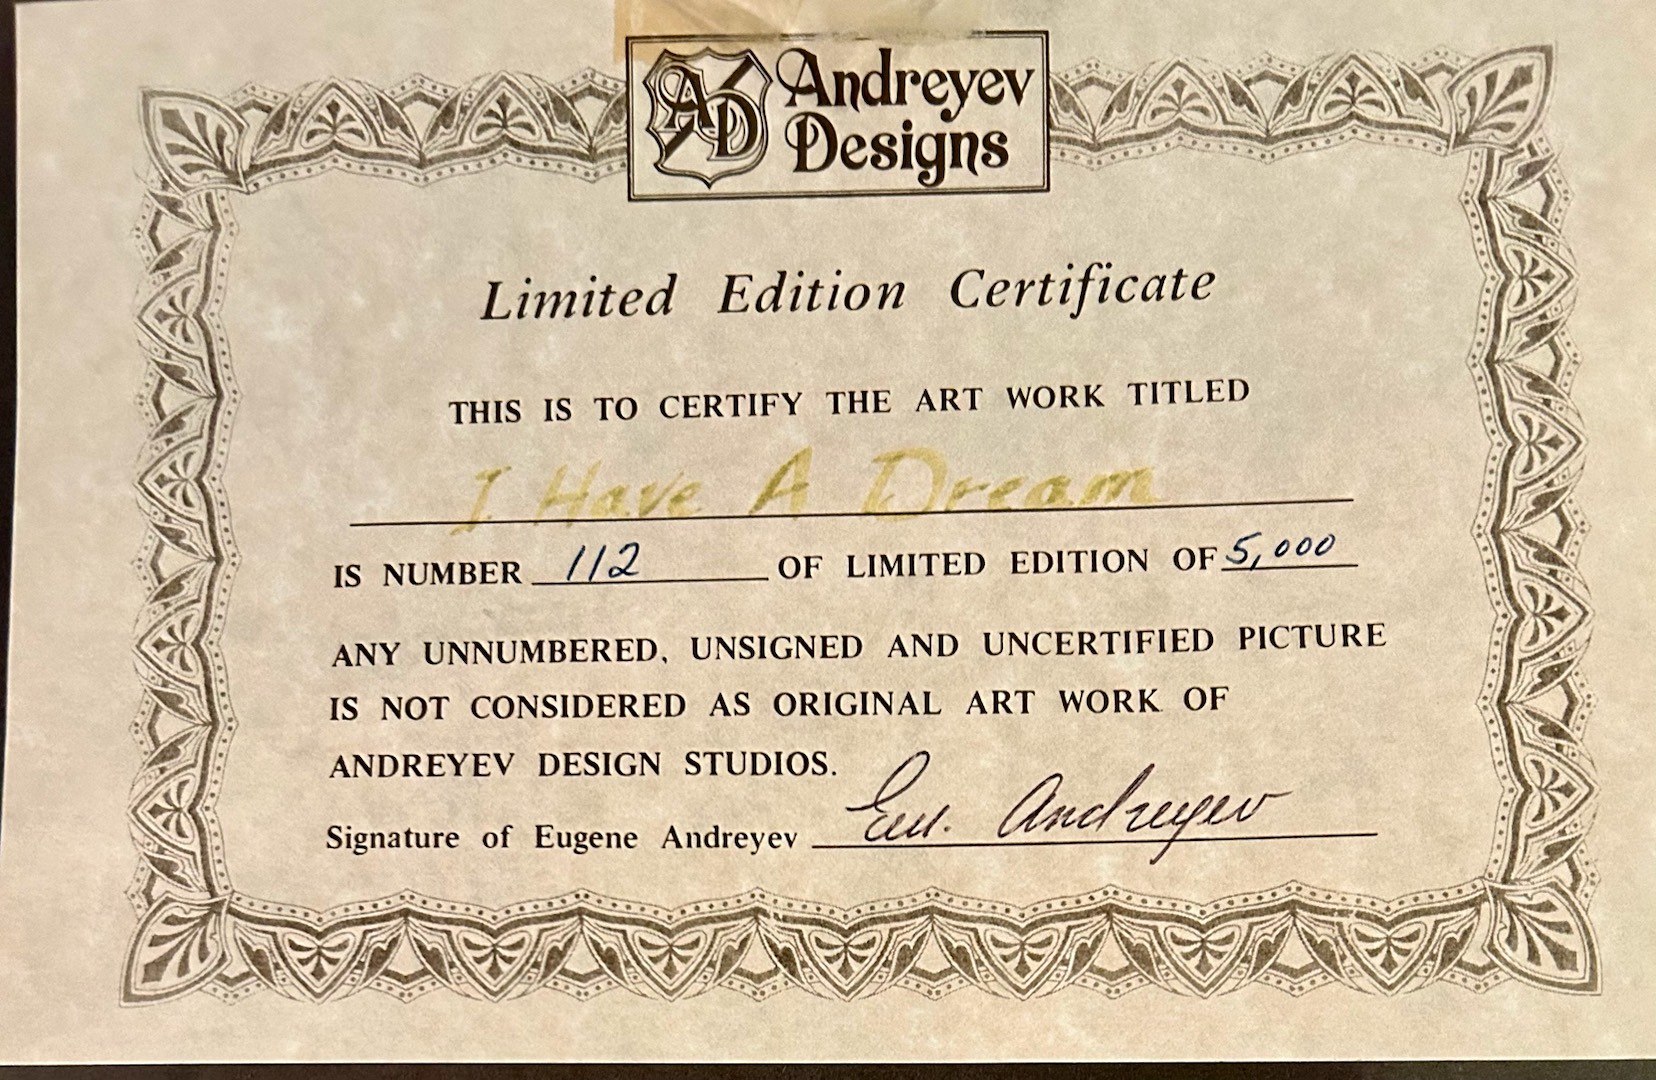 AD Andreyev
Designs
Limited Edition Certificate
THIS IS TO CERTIFY THE ART WORK TITLED
I Have A Dream
IS NUMBER 112 OF LIMITED EDITION OF 5,000
ANY UNNUMBERED, UNSIGNED AND UNCERTIFIED PICTURE
IS NOT CONSIDERED AS ORIGINAL ART WORK OF
ANDREYEV DESIGN STUDIOS.
Signature of Eugene Andreyev Eu. Andreyev